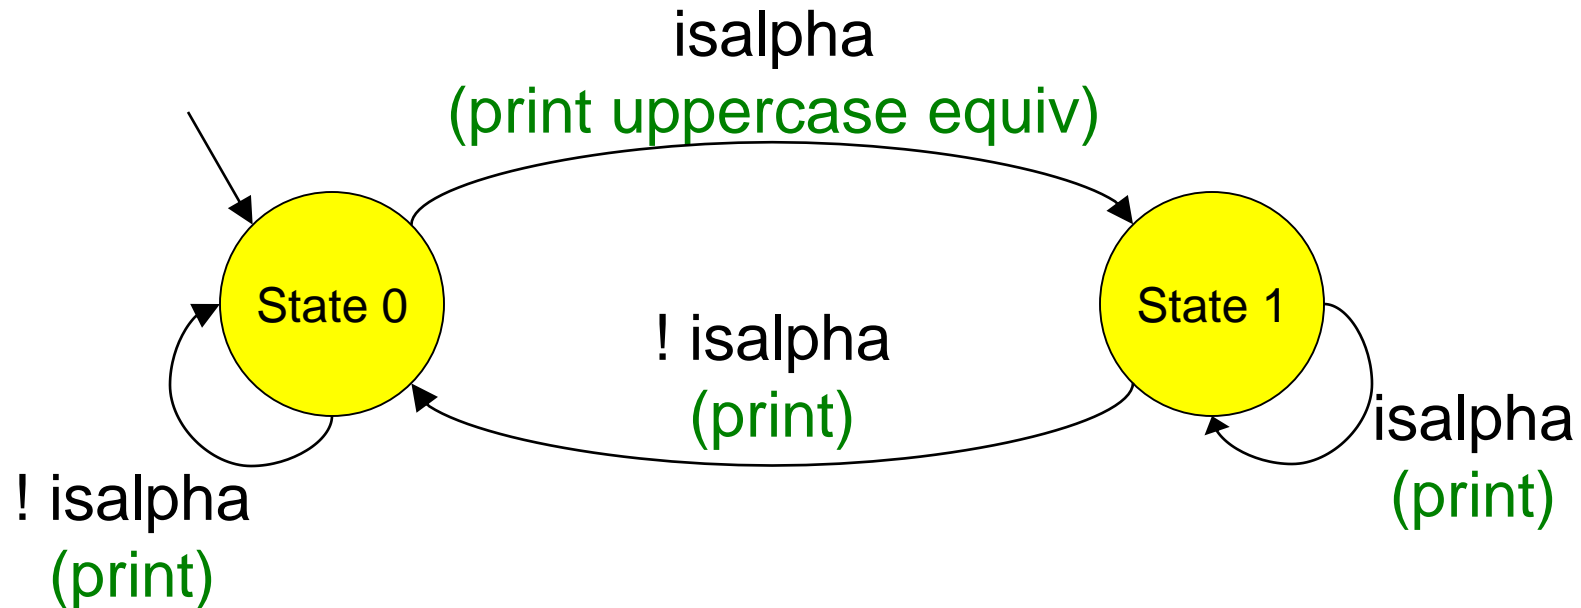 isalpha
(print uppercase equiv)
State 0
State 1
! isalpha
(print)
isalpha
(print)
! isalpha
(print)